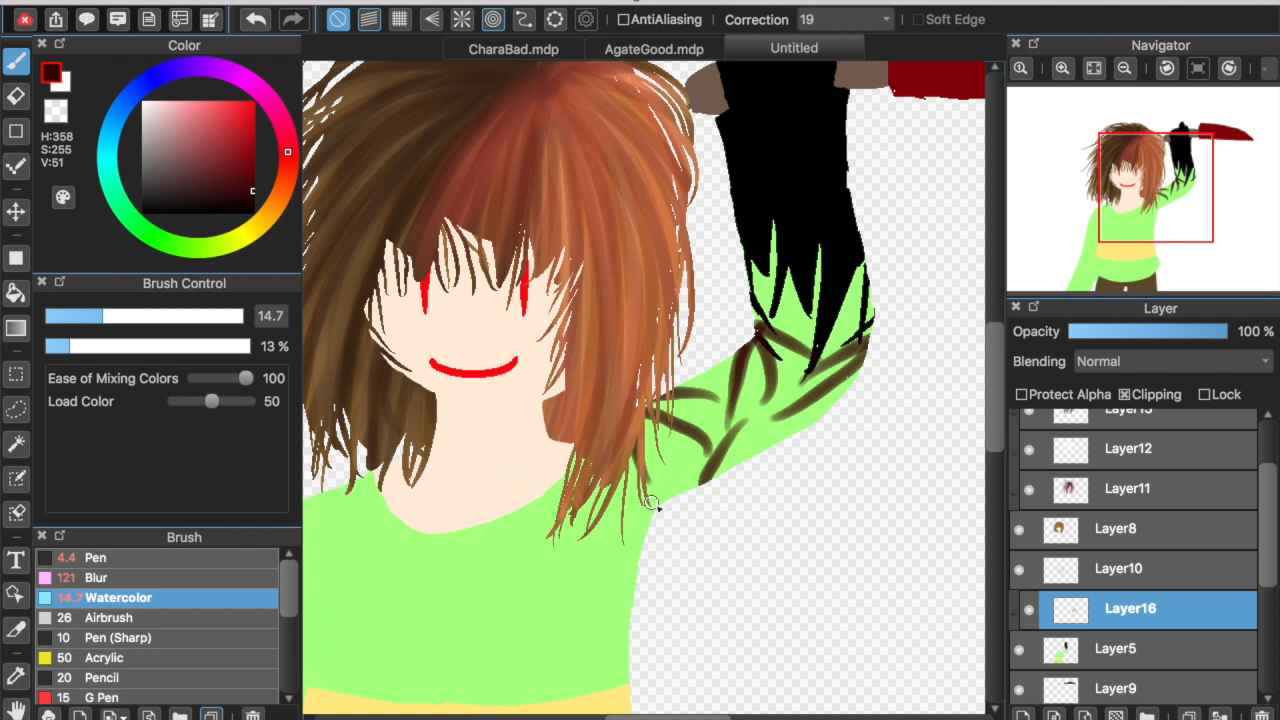 AntiAliasing Correction 19 Soft Edge
CharaBad.mdp AgateGood.mdp Untitled
Color
H:358
S:255
V:51
Brush Control
14.7
13 %
Ease of Mixing Colors 100
Load Color 50
Brush
4.4 Pen
121 Blur
14.7 Watercolor
26 Airbrush
10 Pen (Sharp)
50 Acrylic
20 Pencil
15 G Pen
T
Navigator
Layer
Opacity 100 %
Blending Normal
Protect Alpha Clipping Lock
Layer12
Layer11
Layer8
Layer10
Layer16
Layer5
Layer9